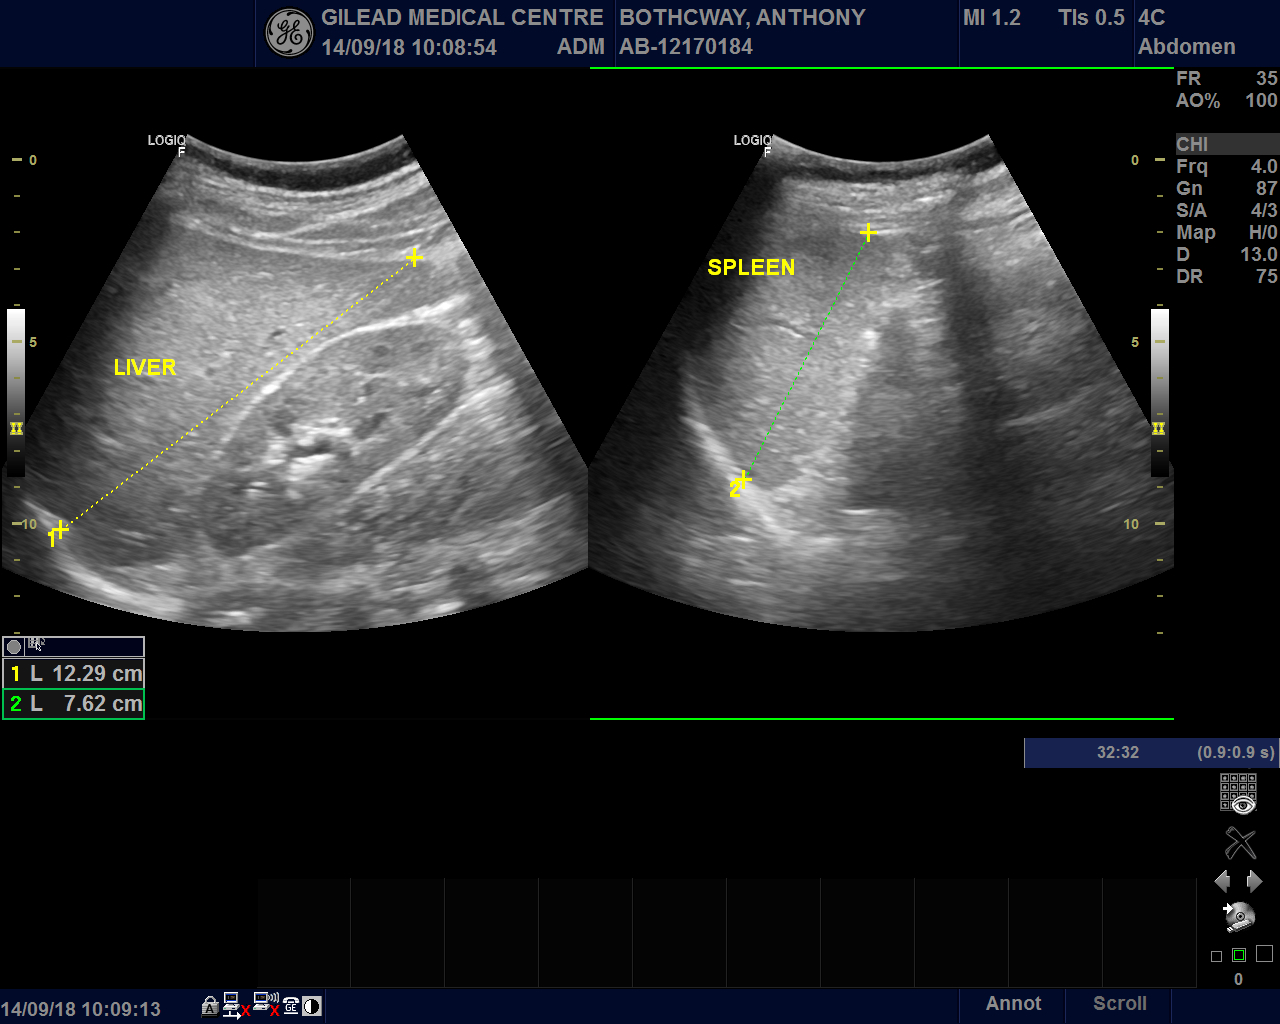 GILEAD MEDICAL CENTRE
14/09/18 10:08:54 ADM
BOTHCWAY, ANTHONY
AB-12170184
MI 1.2 TIs 0.5
4C
Abdomen
FR 35
AO% 100
CHI
Frq 4.0
Gn 87
S/A 4/3
Map H/0
D 13.0
DR 75
LOGIQ
F
0
5
10
LIVER
1
LOGIQ
F
0
5
10
SPLEEN
2
1 L 12.29 cm
2 L 7.62 cm
32:32 (0.9:0.9 s)
0
14/09/18 10:09:13
A
GE
Annot
Scroll